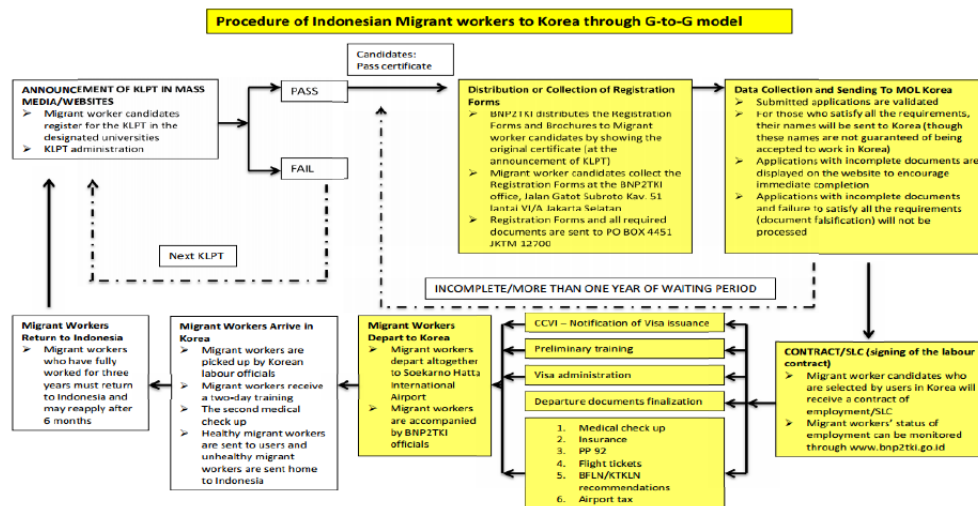 Procedure of Indonesian Migrant workers to Korea through G-to-G model
Candidates:
Pass certificate
ANNOUNCEMENT OF KLPT IN MASS
MEDIA/WEBSITES
➢ Migrant worker candidates
register for the KLPT in the
designated universities
➢ KLPT administration
PASS
FAIL
Next KLPT
Distribution or Collection of Registration
Forms
➢ BNP2TKI distributes the Registration
Forms and Brochures to Migrant
worker candidates by showing the
original certificate (at the
announcement of KLPT)
➢ Migrant worker candidates collect the
Registration Forms at the BNP2TKI
office, Jalan Gatot Subroto Kav. 51
lantai VI/A Jakarta Selatan
➢ Registration Forms and all required
documents are sent to PO BOX 4451
JKTM 12700
Data Collection and Sending To MOL Korea
➢ Submitted applications are validated
➢ For those who satisfy all the requirements,
their names will be sent to Korea (though
these names are not guaranteed of being
accepted to work in Korea)
➢ Applications with incomplete documents are
displayed on the website to encourage
immediate completion
➢ Applications with incomplete documents
and failure to satisfy all the requirements
(document falsification) will not be
processed
INCOMPLETE/MORE THAN ONE YEAR OF WAITING PERIOD
Migrant Workers
Return to Indonesia
➢ Migrant workers
who have fully
worked for three
years must return
to Indonesia and
may reapply after
6 months
Migrant Workers Arrive in
Korea
➢ Migrant workers are
picked up by Korean
labour officials
➢ Migrant workers receive
a two-day training
➢ The second medical
check up
➢ Healthy migrant workers
are sent to users and
unhealthy migrant
workers are sent home
to Indonesia
Migrant Workers
Depart to Korea
➢ Migrant workers
depart altogether to
Soekarno Hatta
International
Airport
➢ Migrant workers
are accompanied
by BNP2TKI
officials
CCVI – Notification of Visa issuance
Preliminary training
Visa administration
Departure documents finalization
1. Medical check up
2. Insurance
3. PP 92
4. Flight tickets
5. BFLN/KTKLN
recommendations
6. Airport tax
CONTRACT/SLC (signing of the labour
contract)
➢ Migrant worker candidates who
are selected by users in Korea will
receive a contract of
employment/SLC
➢ Migrant workers' status of
employment can be monitored
through www.bnp2tki.go.id